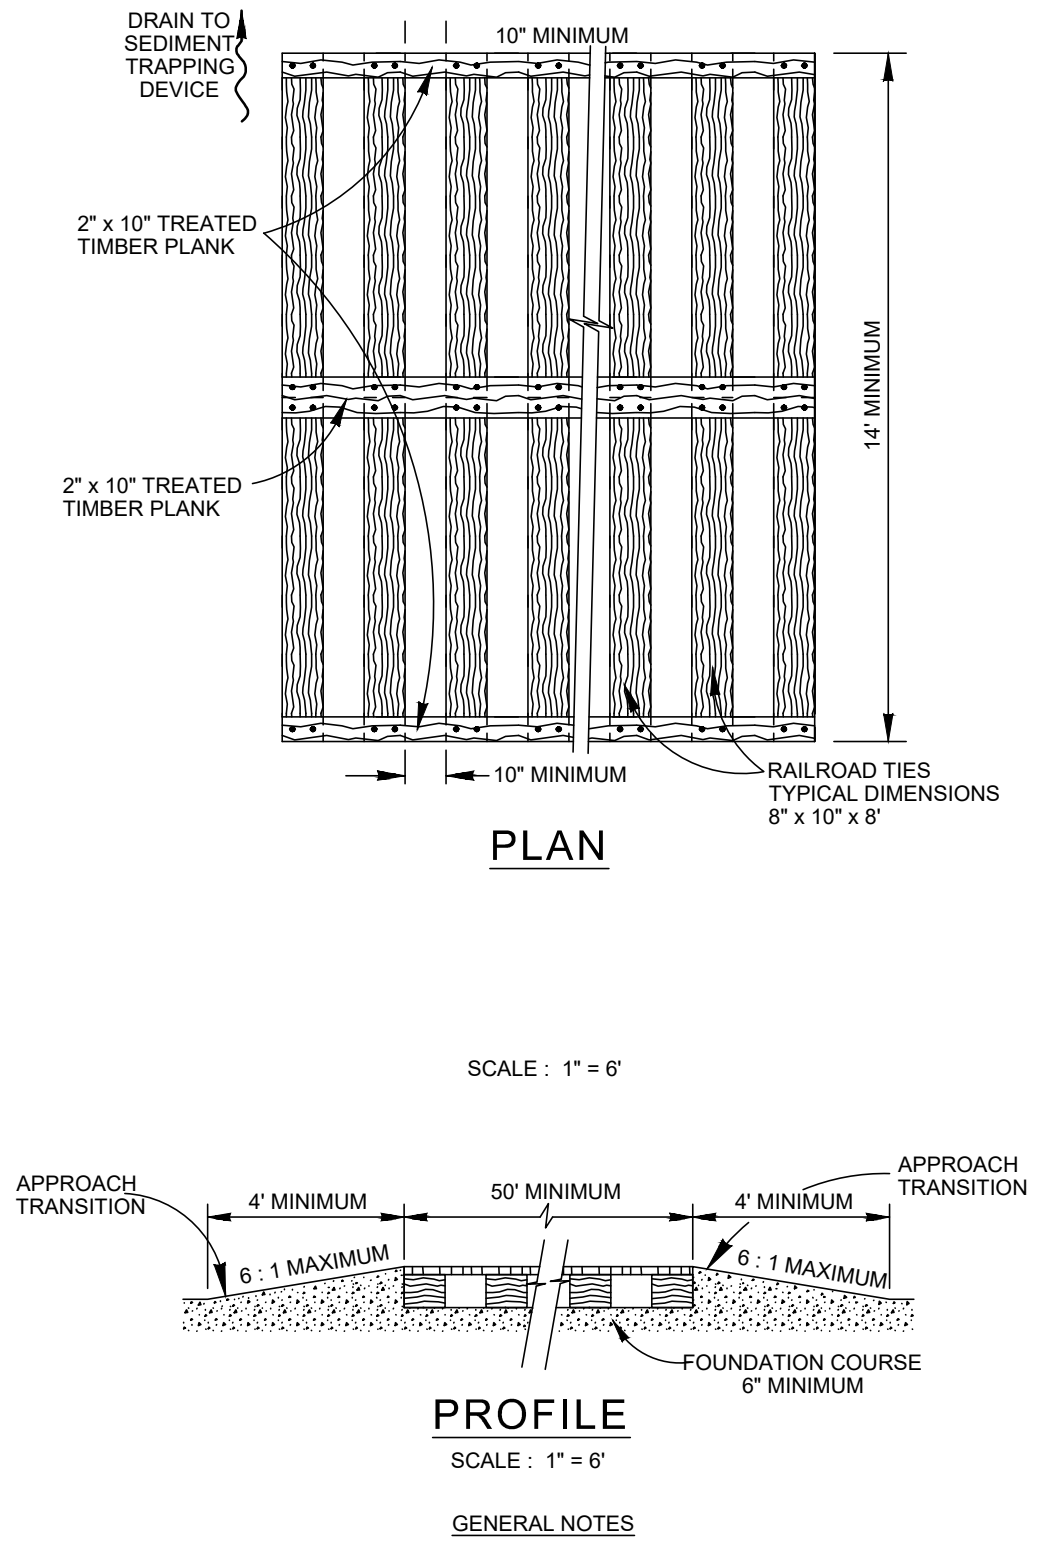 DRAIN TO
SEDIMENT
TRAPPING
DEVICE
10" MINIMUM
2" x 10" TREATED
TIMBER PLANK
14' MINIMUM
2" x 10" TREATED
TIMBER PLANK
10" MINIMUM
RAILROAD TIES
TYPICAL DIMENSIONS
8" x 10" x 8'
PLAN
SCALE : 1" = 6'
APPROACH
TRANSITION
4' MINIMUM
50' MINIMUM
4' MINIMUM
APPROACH
TRANSITION
6 : 1 MAXIMUM
6 : 1 MAXIMUM
FOUNDATION COURSE
6" MINIMUM
PROFILE
SCALE : 1" = 6'
GENERAL NOTES